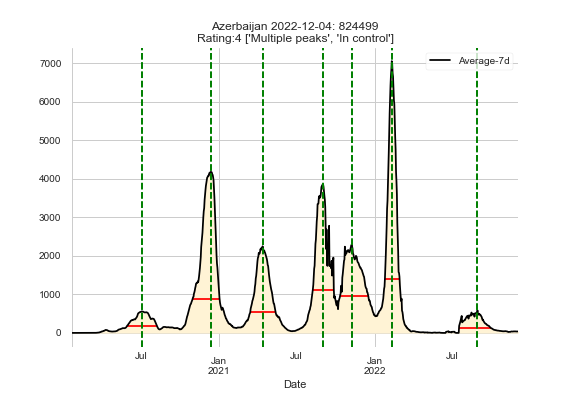 Azerbaijan 2022-12-04: 824499
Rating:4 ['Multiple peaks', 'In control']
Average-7d
7000
6000
5000
4000
3000
2000
1000
0
Jul
Jan
2021
Jul
Jan
2022
Jul
Date